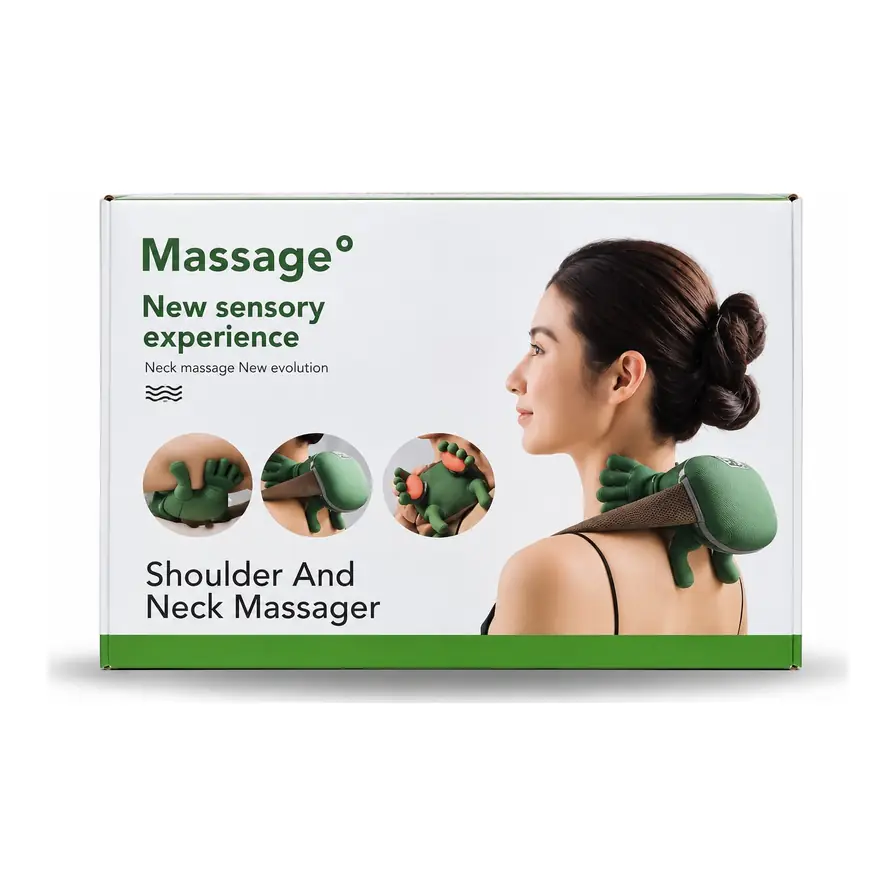 Massage°
New sensory
experience
Neck massage New evolution
Shoulder And
Neck Massager